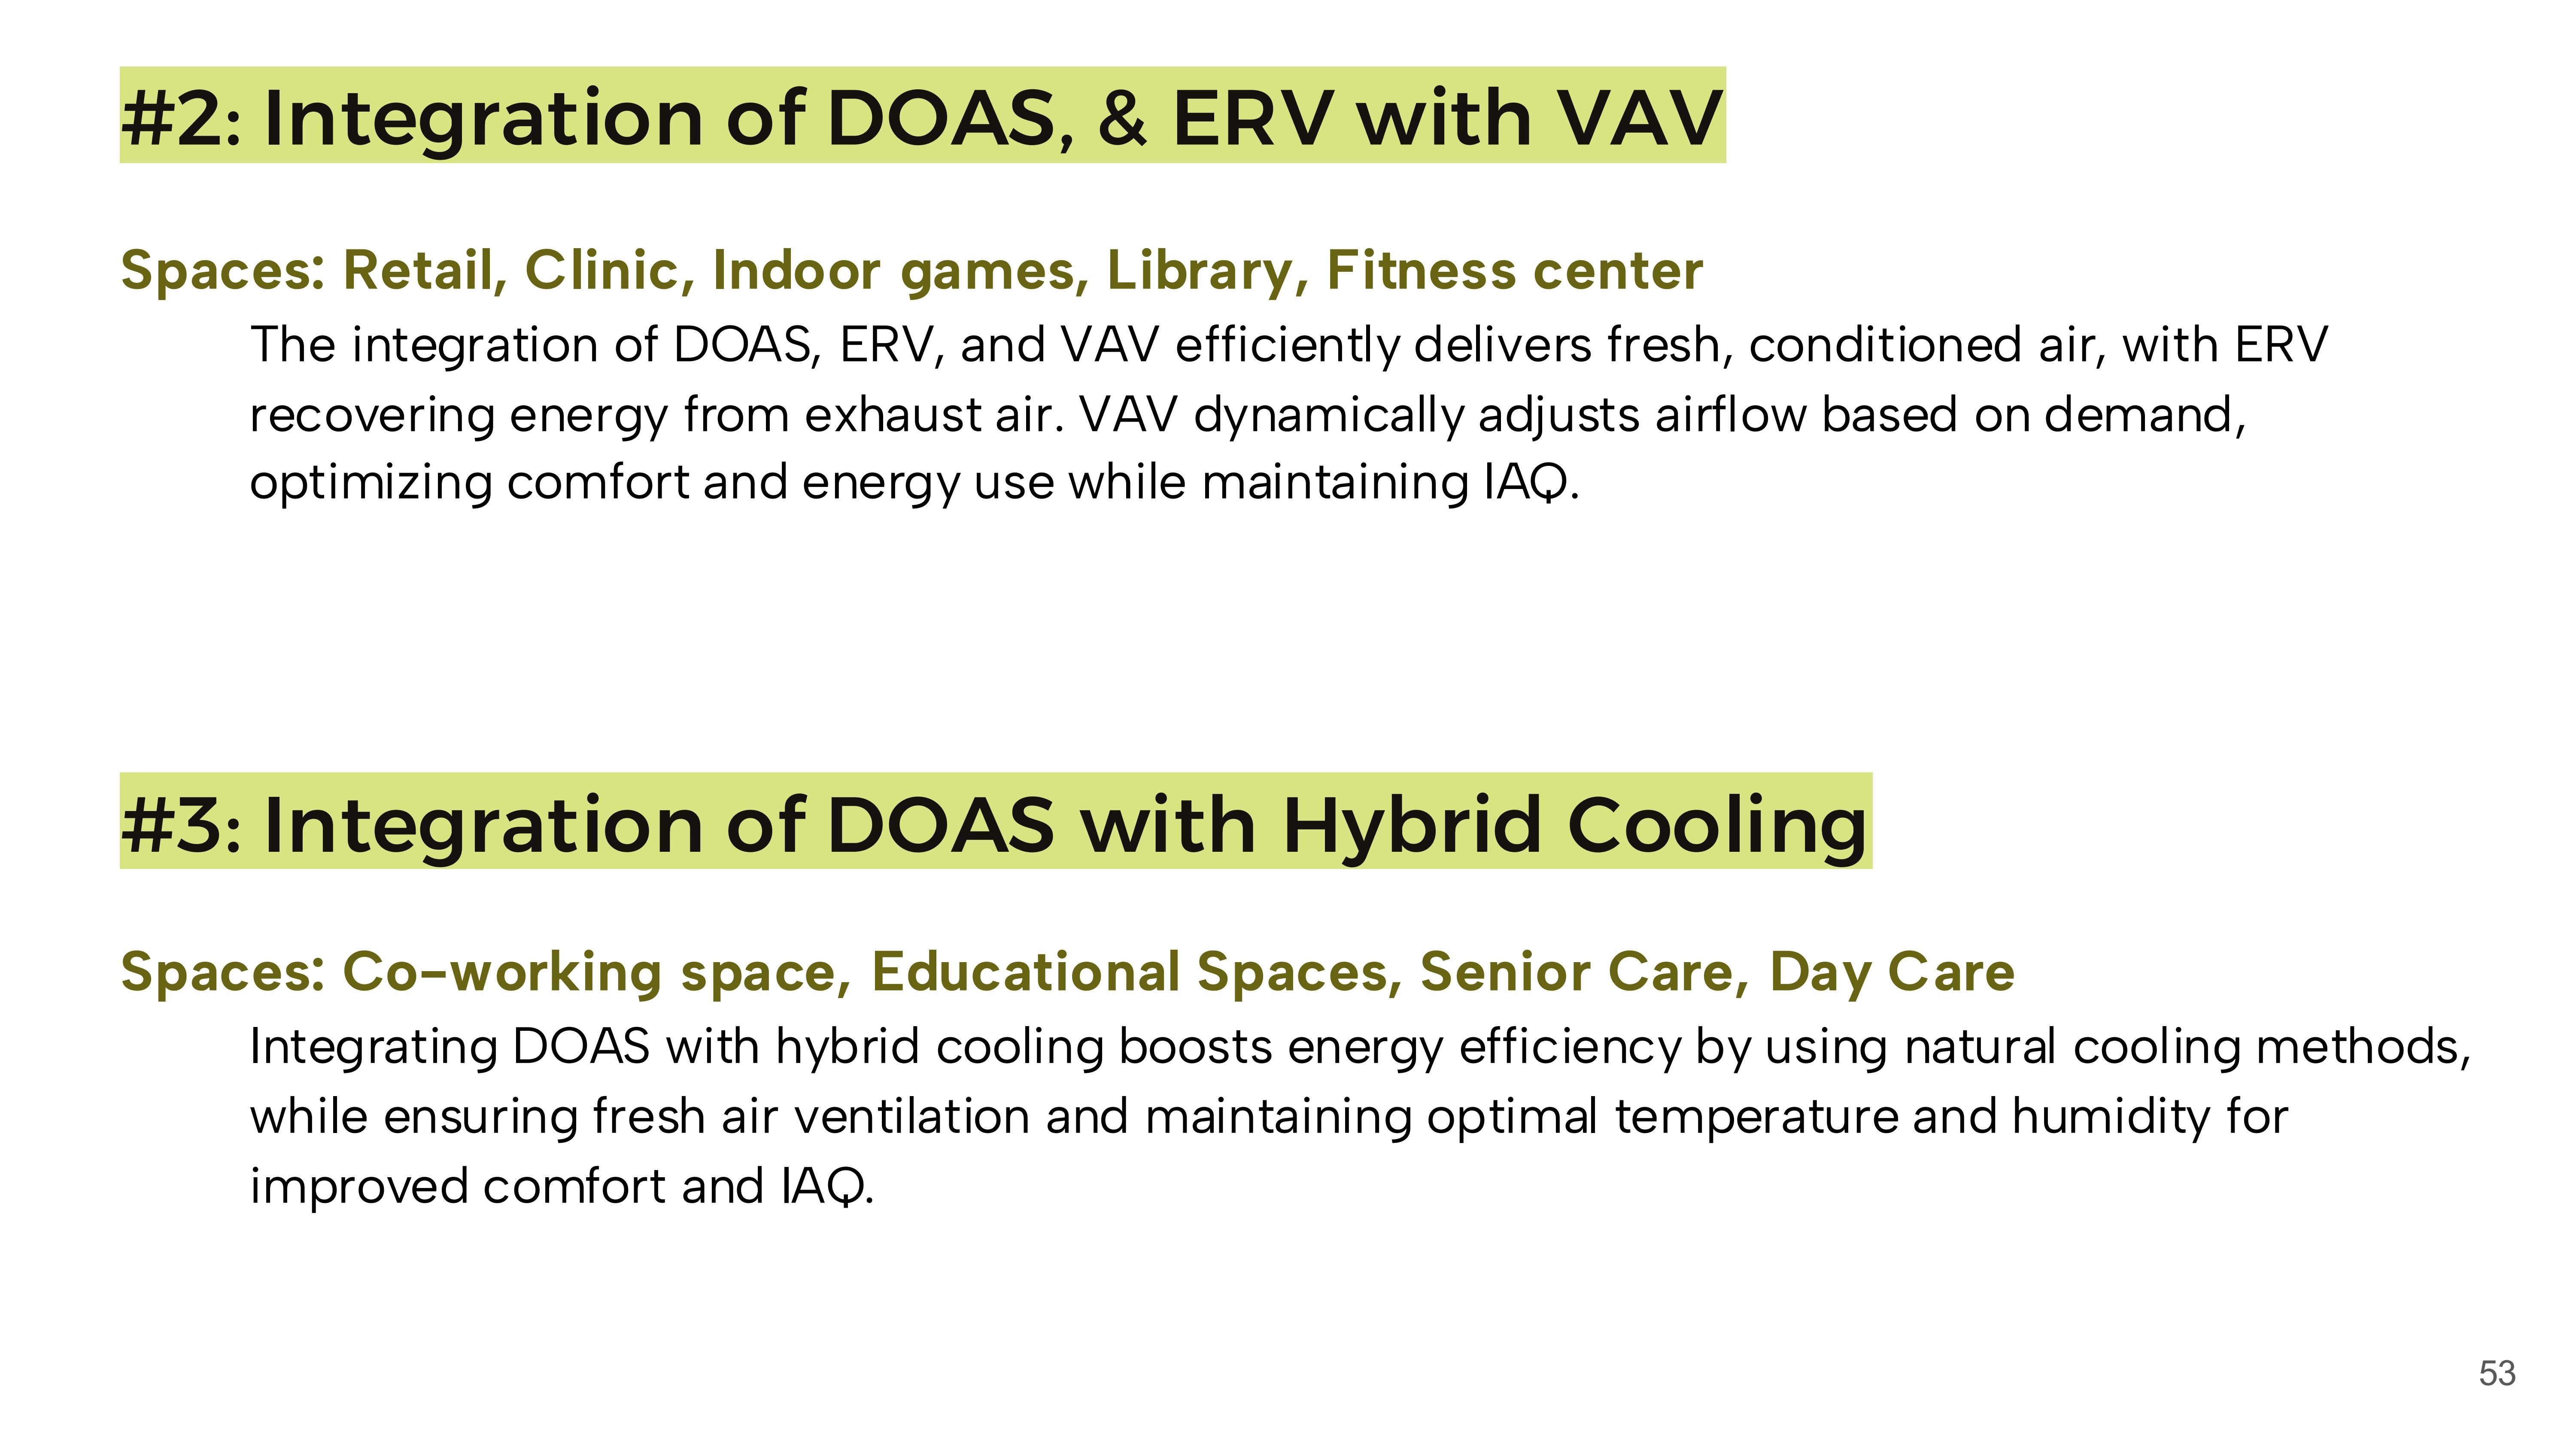 #2: Integration of DOAS, & ERV with VAV
Spaces: Retail, Clinic, Indoor games, Library, Fitness center
The integration of DOAS, ERV, and VAV efficiently delivers fresh, conditioned air, with ERV
recovering energy from exhaust air. VAV dynamically adjusts airflow based on demand,
optimizing comfort and energy use while maintaining IAQ.
#3: Integration of DOAS with Hybrid Cooling
Spaces: Co-working space, Educational Spaces, Senior Care, Day Care
Integrating DOAS with hybrid cooling boosts energy efficiency by using natural cooling methods,
while ensuring fresh air ventilation and maintaining optimal temperature and humidity for
improved comfort and IAQ.
53